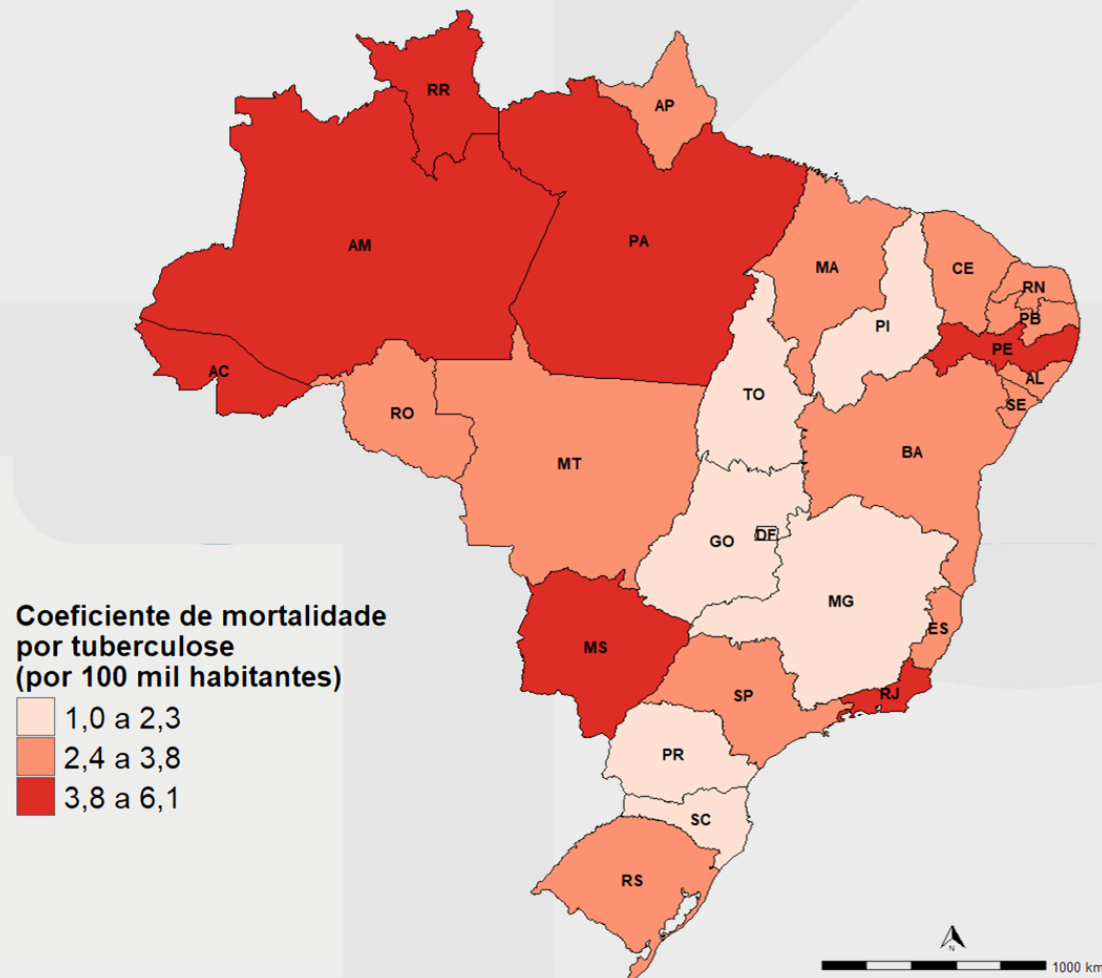 RR
AP
AM
PA
MA
CE
RN
PB
PI
PE
AC
AL
TO
SE
RO
BA
MT
DF
GO
MG
ES
MS
RJ
SP
PR
SC
RS
Coeficiente de mortalidade
por tuberculose
(por 100 mil habitantes)
1,0 a 2,3
2,4 a 3,8
3,8 a 6,1
N
1000 km